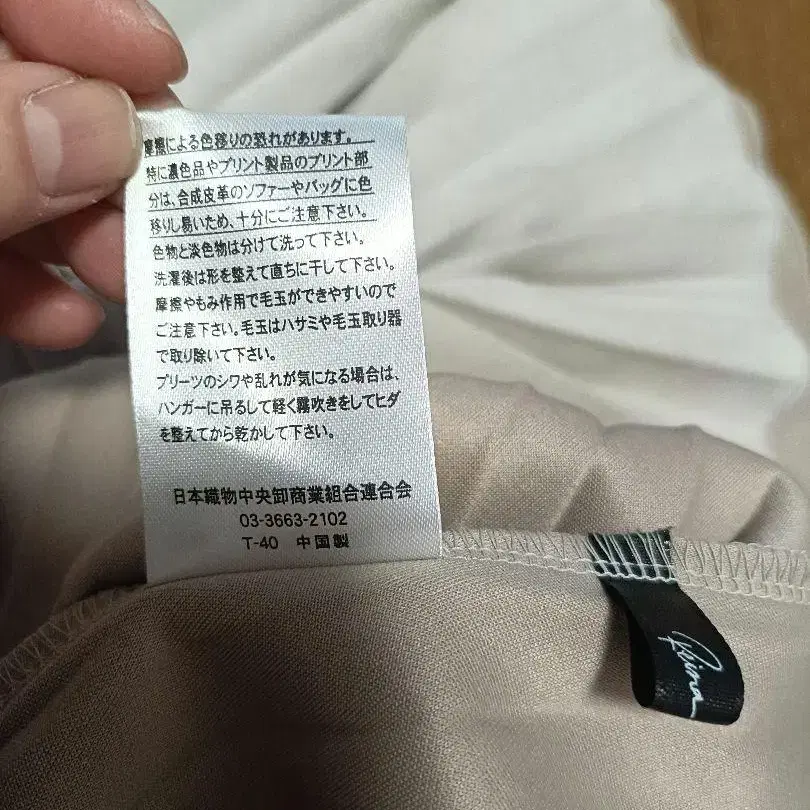 摩擦による色移りの恐れがあります。
特に濃色品やプリント製品のプリント部
分は、合成皮革のソファーやバッグに色
移りし易いため、十分にご注意下さい。
色物と淡色物は分けて洗って下さい。
洗濯後は形を整えて直ちに干して下さい。
摩擦やもみ作用で毛玉ができやすいので
ご注意下さい。毛玉はハサミや毛玉取り器
で取り除いて下さい。
プリーツのシワや乱れが気になる場合は、
ハンガーに吊るして軽く霧吹きをしてヒダ
を整えてから乾かして下さい。
日本織物中央卸商業組合連合会
03-3663-2102
T-40 中国製
Reina